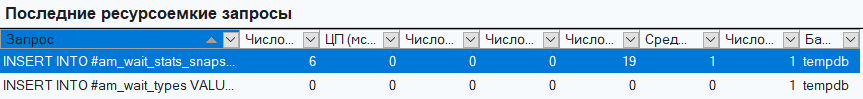 Последние ресурсоемкие запросы
Запрос Число... ЦП (мс... Число... Число... Число... Сред... Число... Ба...
INSERT INTO #am_wait_stats_snaps... 6 0 0 0 19 1 1 tempdb
INSERT INTO #am_wait_types VALU... 0 0 0 0 0 0 1 tempdb